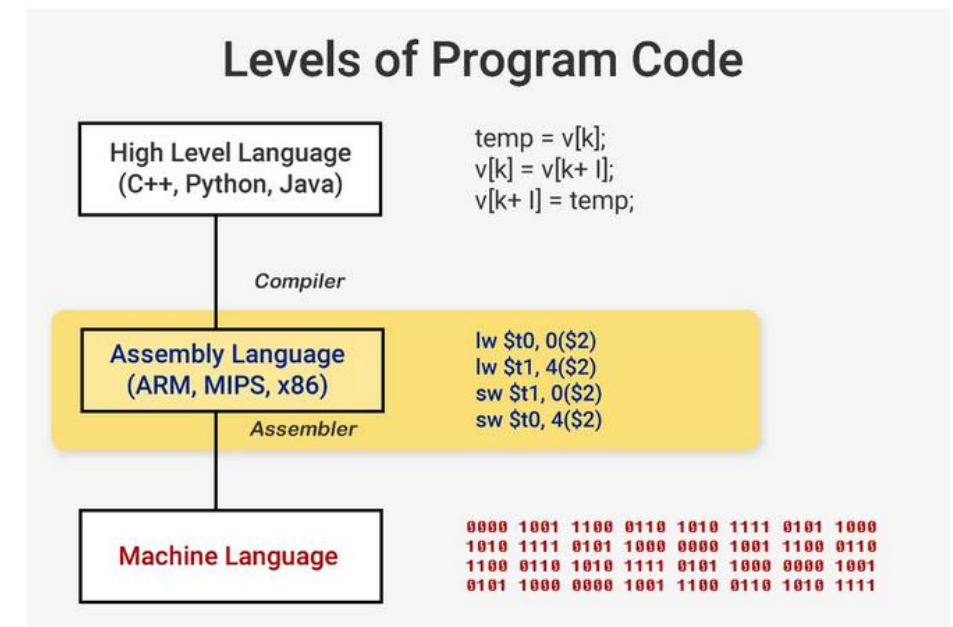 Levels of Program Code
High Level Language
(C++, Python, Java)
temp = v[k];
v[k] = v[k+ I];
v[k+ I] = temp;
Compiler
Assembly Language
(ARM, MIPS, x86)
lw $t0, 0($2)
lw $t1, 4($2)
sw $t1, 0($2)
sw $t0, 4($2)
Assembler
Machine Language
0000 1001 1100 0110 1010 1111 0101 1000
1010 1111 0101 1000 0000 1001 1100 0110
1100 0110 1010 1111 0101 1000 0000 1001
0101 1000 0000 1001 1100 0110 1010 1111